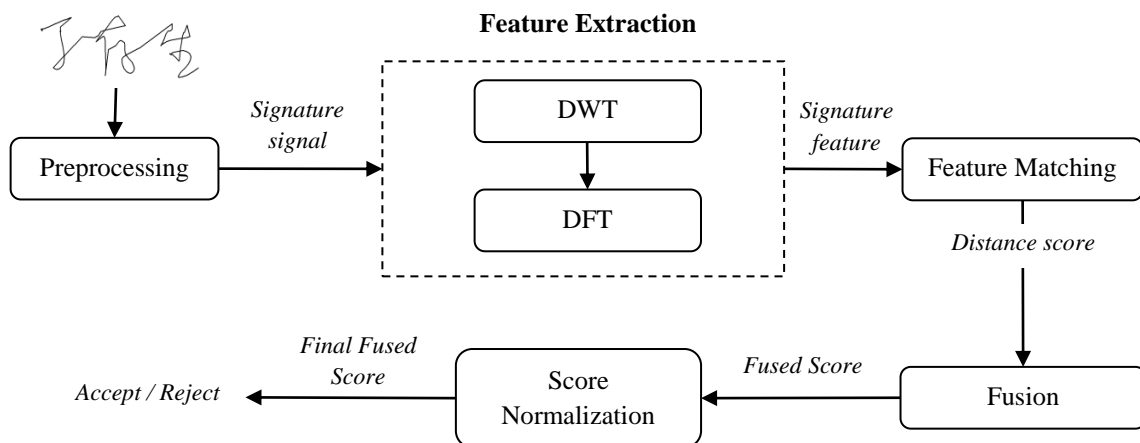 Feature Extraction
Signature
signal
Preprocessing
DWT
DFT
Signature
feature
Feature Matching
Distance score
Fusion
Fused Score
Score
Normalization
Final Fused
Score
Accept / Reject